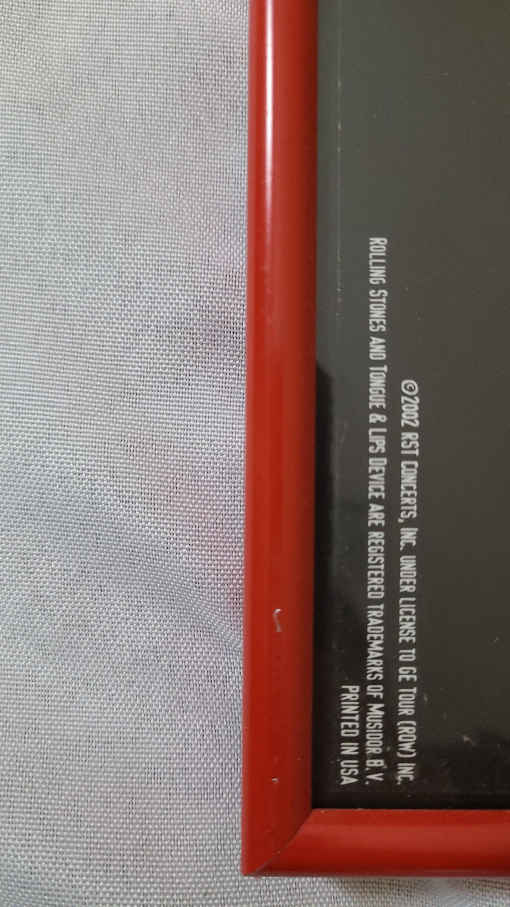 ©2002 RST CONCERTS, INC. UNDER LICENSE TO GE TOUR (ROW) INC.
ROLLING STONES AND TONGUE & LIPS DEVICE ARE REGISTERED TRADEMARKS OF MUSIDOR B.V.
PRINTED IN USA